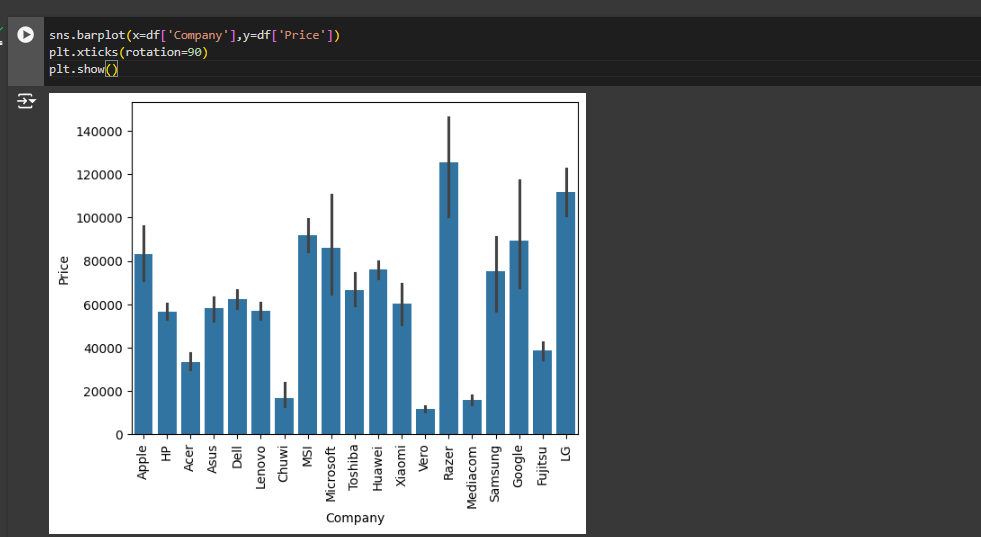 sns.barplot(x=df['Company'],y=df['Price'])
plt.xticks(rotation=90)
plt.show()
140000
120000
100000
80000
60000
40000
20000
0
Price
Apple
HP
Acer
Asus
Dell
Lenovo
Chuwi
MSI
Microsoft
Toshiba
Huawei
Xiaomi
Vero
Razer
Mediacom
Samsung
Google
Fujitsu
LG
Company